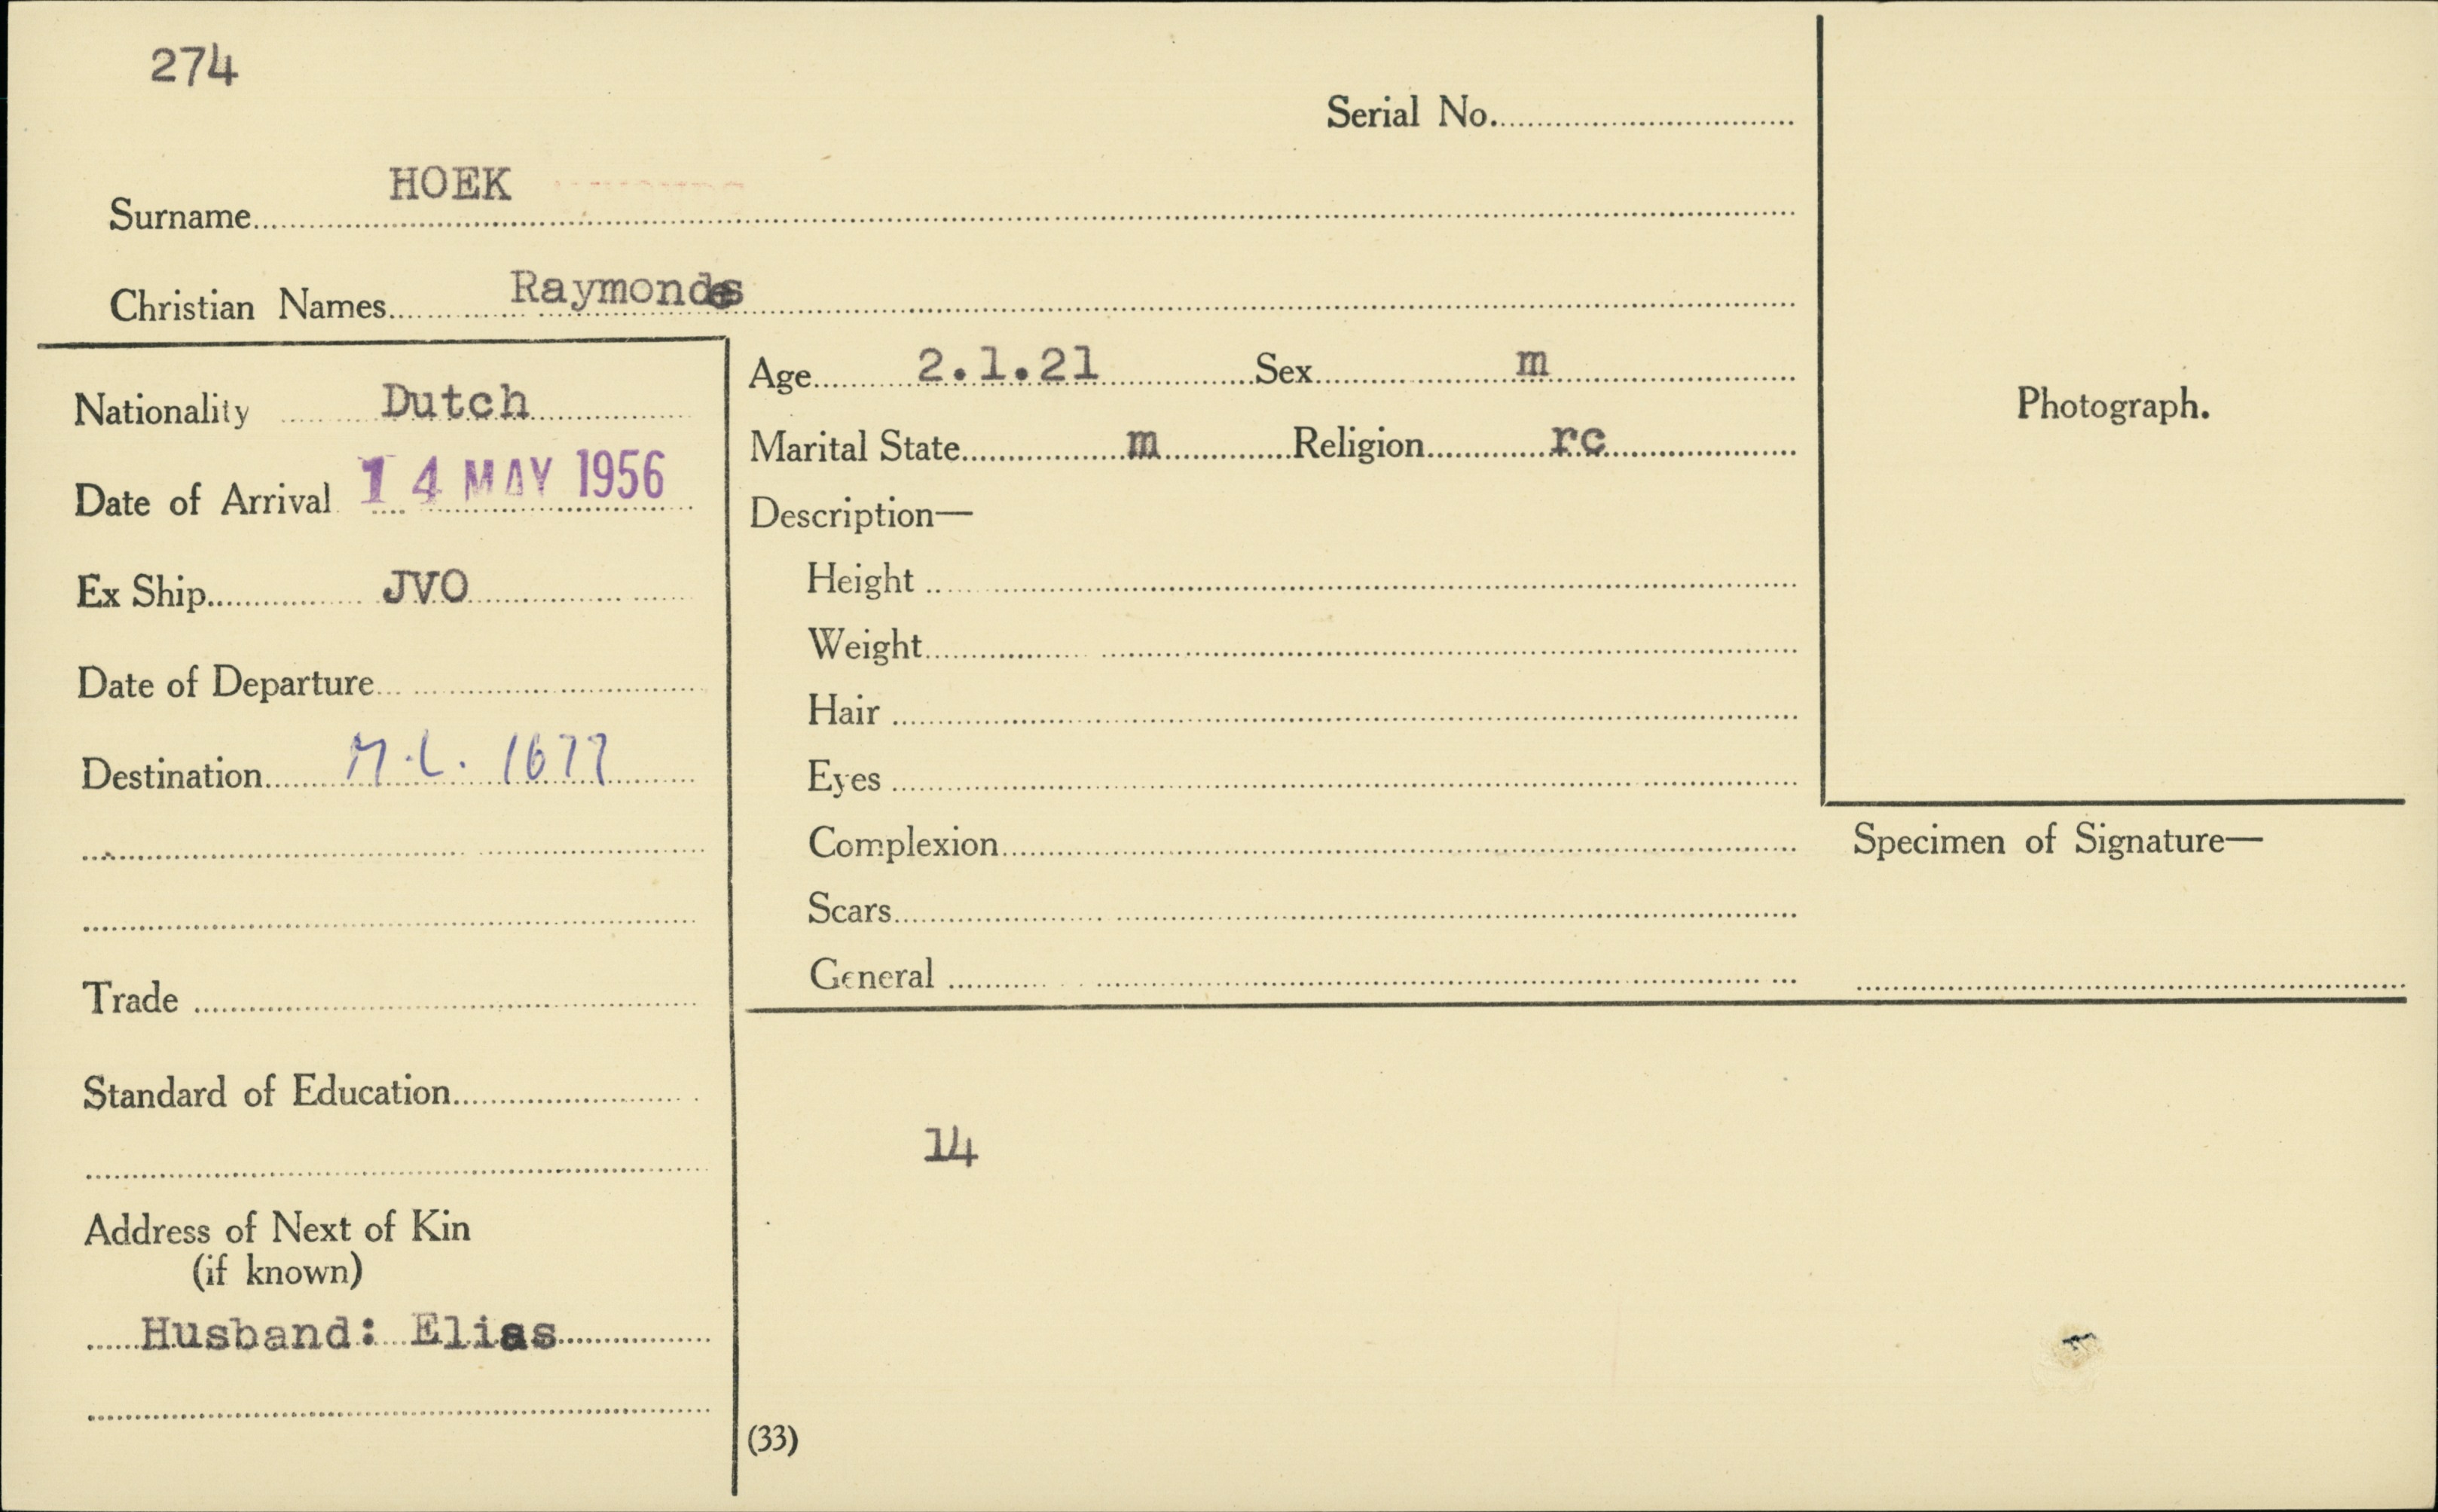 274
Serial No.
Surname HOEK
Christian Names Raymonde
Nationality Dutch
Date of Arrival 14 MAY 1956
Ex Ship JVO
Date of Departure
Destination M.L. 1677
Trade
Standard of Education
Address of Next of Kin
(if known)
Husband: Elias
Age 2.1.21 Sex m
Marital State m Religion rc
Description—
Height
Weight
Hair
Eyes
Complexion
Scars
General
14
(33)
Photograph.
Specimen of Signature—